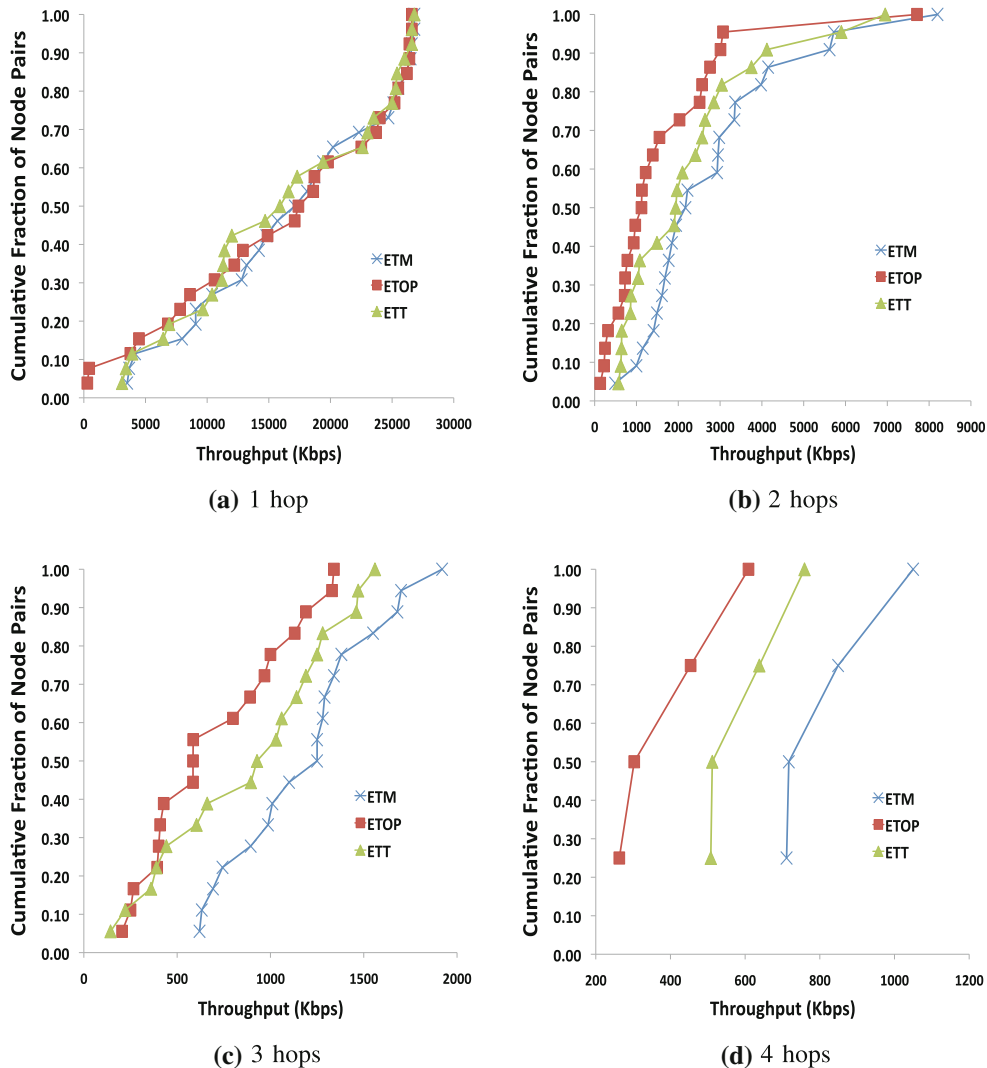 Cumulative Fraction of Node Pairs
1.00
0.90
0.80
0.70
0.60
0.50
0.40
0.30
0.20
0.10
0.00
ETM
ETOP
ETT
0 5000 10000 15000 20000 25000 30000
Throughput (Kbps)
(a) 1 hop
Cumulative Fraction of Node Pairs
1.00
0.90
0.80
0.70
0.60
0.50
0.40
0.30
0.20
0.10
0.00
ETM
ETOP
ETT
0 1000 2000 3000 4000 5000 6000 7000 8000 9000
Throughput (Kbps)
(b) 2 hops
Cumulative Fraction of Node Pairs
1.00
0.90
0.80
0.70
0.60
0.50
0.40
0.30
0.20
0.10
0.00
ETM
ETOP
ETT
0 500 1000 1500 2000
Throughput (Kbps)
(c) 3 hops
Cumulative Fraction of Node Pairs
1.00
0.90
0.80
0.70
0.60
0.50
0.40
0.30
0.20
0.10
0.00
ETM
ETOP
ETT
200 400 600 800 1000 1200
Throughput (Kbps)
(d) 4 hops